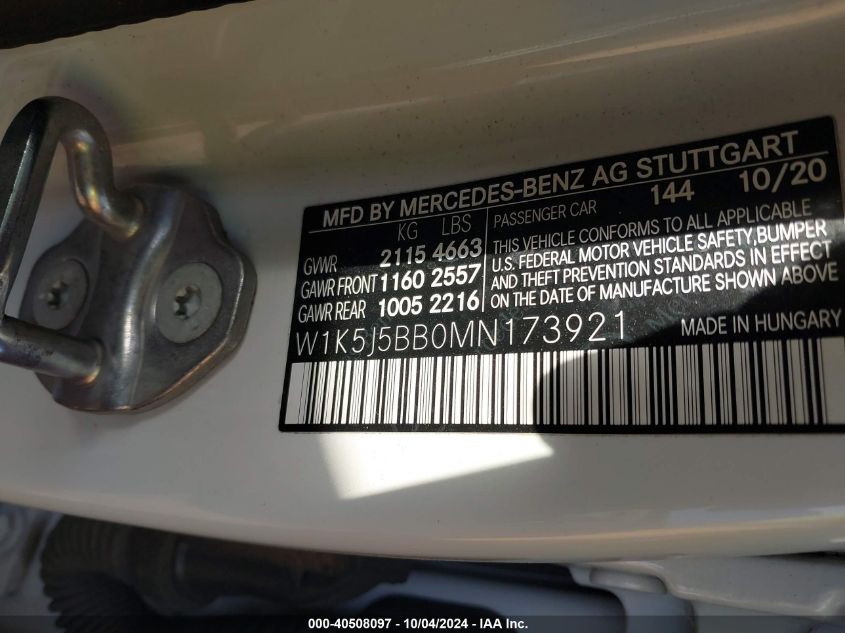 MFD BY MERCEDES-BENZ AG STUTTGART
KG LBS PASSENGER CAR 144 10/20
GVWR 2115 4663
GAWR FRONT 1160 2557
GAWR REAR 1005 2216
THIS VEHICLE CONFORMS TO ALL APPLICABLE
U.S. FEDERAL MOTOR VEHICLE SAFETY,BUMPER
AND THEFT PREVENTION STANDARDS IN EFFECT
ON THE DATE OF MANUFACTURE SHOWN ABOVE
W1K5J5BB0MN173921 MADE IN HUNGARY
000-40508097 - 10/04/2024 - IAA Inc.